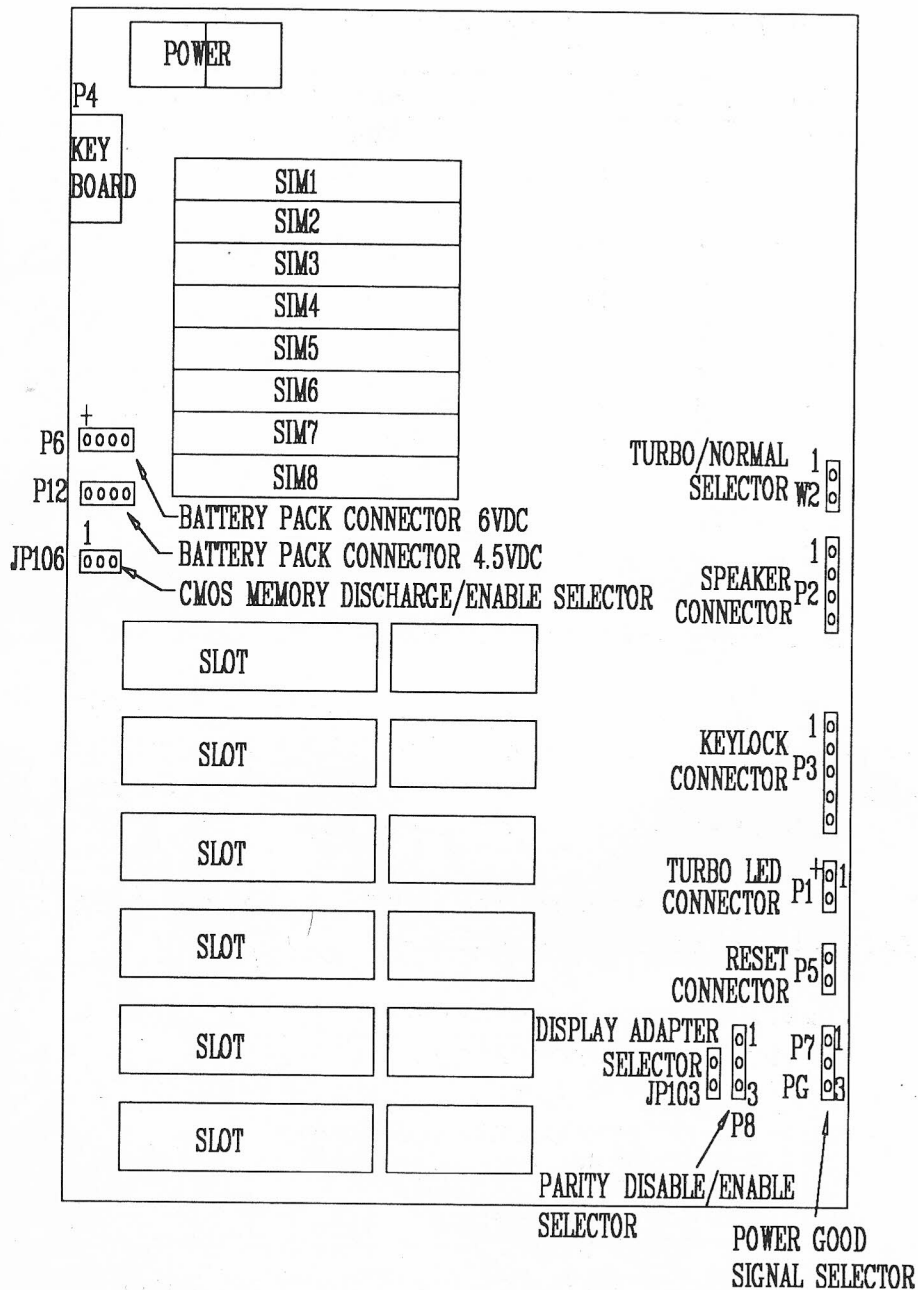 POWER
P4
KEY
BOARD
SIM1
SIM2
SIM3
SIM4
SIM5
SIM6
SIM7
SIM8
+
P6
P12
1
JP106
BATTERY PACK CONNECTOR 6VDC
BATTERY PACK CONNECTOR 4.5VDC
CMOS MEMORY DISCHARGE/ENABLE SELECTOR
TURBO/NORMAL 1
SELECTOR W2
1
SPEAKER P2
CONNECTOR
SLOT
SLOT
SLOT
SLOT
SLOT
SLOT
1
KEYLOCK
CONNECTOR P3
TURBO LED + 1
CONNECTOR P1
RESET P5
CONNECTOR
DISPLAY ADAPTER 1
SELECTOR
JP103 3
P8
P7 1
PG 3
PARITY DISABLE/ENABLE
SELECTOR
POWER GOOD
SIGNAL SELECTOR